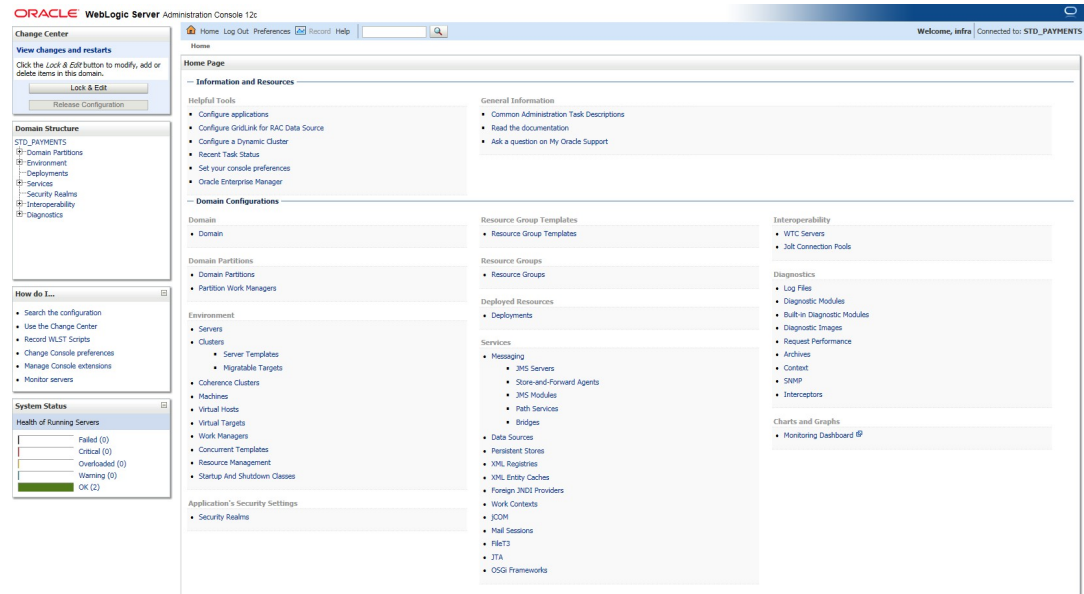 ORACLE WebLogic Server Administration Console 12c
Change Center
View changes and restarts
Click the Lock & Edit button to modify, add or
delete items in this domain.
Lock & Edit
Release Configuration
Domain Structure
STD_PAYMENTS
Domain Partitions
Environment
Deployments
Services
Security Realms
Interoperability
Diagnostics
How do I...
Search the configuration
Use the Change Center
Record WLST Scripts
Change Console preferences
Manage Console extensions
Monitor servers
System Status
Health of Running Servers
Failed (0)
Critical (0)
Overloaded (0)
Warning (0)
OK (2)
Home Log Out Preferences Record Help
Welcome, infra Connected to: STD_PAYMENTS
Home
Home Page
Information and Resources
Helpful Tools
Configure applications
Configure GridLink for RAC Data Source
Configure a Dynamic Cluster
Recent Task Status
Set your console preferences
Oracle Enterprise Manager
General Information
Common Administration Task Descriptions
Read the documentation
Ask a question on My Oracle Support
Domain Configurations
Domain
Domain
Domain Partitions
Domain Partitions
Partition Work Managers
Environment
Servers
Clusters
Server Templates
Migratable Targets
Coherence Clusters
Machines
Virtual Hosts
Virtual Targets
Work Managers
Concurrent Templates
Resource Management
Startup And Shutdown Classes
Application's Security Settings
Security Realms
Resource Group Templates
Resource Group Templates
Resource Groups
Resource Groups
Deployed Resources
Deployments
Services
Messaging
JMS Servers
Store-and-Forward Agents
JMS Modules
Path Services
Bridges
Data Sources
Persistent Stores
XML Registries
XML Entity Caches
Foreign JNDI Providers
Work Contexts
jCOM
Mail Sessions
FileT3
JTA
OSGi Frameworks
Interoperability
WTC Servers
Jolt Connection Pools
Diagnostics
Log Files
Diagnostic Modules
Built-in Diagnostic Modules
Diagnostic Images
Request Performance
Archives
Context
SNMP
Interceptors
Charts and Graphs
Monitoring Dashboard